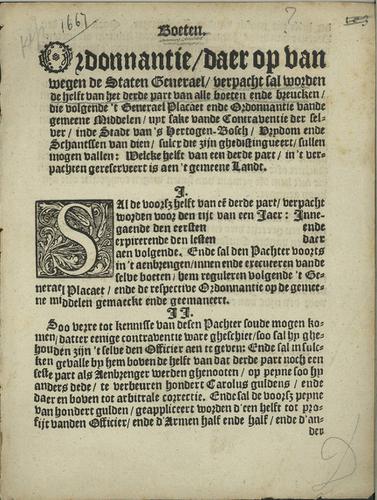 1667
Boeten.
Ordonnantie/daer op van
wegen de Staten Generael/ verpacht sal worden
de helft van het derde part van alle boeten ende breucken/
die volgende 't Generael Placaet ende Ordonnantie vande
gemeene Middelen/ uyt sake vande Contraventie der sel-
ver/ inde Stadt van 's Hertogen-Bosch/ Vrydom ende
Schantssen van dien/ sulcx die zijn ghedistingueert/ sullen
mogen vallen: Welcke helft van een derde part/ in 't ver-
pachten gereserveert is aen 't gemeene Landt.
I.
SAl de voorsz helft van 't derde part/ verpacht
worden voor den tijt van een Jaer: Inne-
gaende den eersten ende
expirerende den lesten daer
aen volgende. Ende sal den Pachter voorts
in 't aenbrengen/ innen ende executeren vande
selve boeten/ hem reguleren volgende 't Ge-
nerael Placaet/ ende de respective Ordonnantie op de gemee-
ne middelen gemaeckt ende geemaneert.
II.
Soo verre tot kennisse van desen Pachter soude mogen ko-
men/ datter eenige contraventie ware gheschiet/ soo sal hy ghe-
houden zijn 't selve den Officier aen te geven: Ende sal in sulc-
ken gevalle by hem boven de helft van dat derde part noch een
seste part als Aenbrenger werden ghenooten/ op peyne soo hy
anders dede/ te verbeuren hondert Carolus guldens/ ende
daer en boven tot arbitrale correctie. Ende sal de voorsz peyne
van hondert gulden/ geappliceert worden d'een helft tot pro-
fijt vanden Officier/ ende d'Armen half ende half/ ende d'an-
der